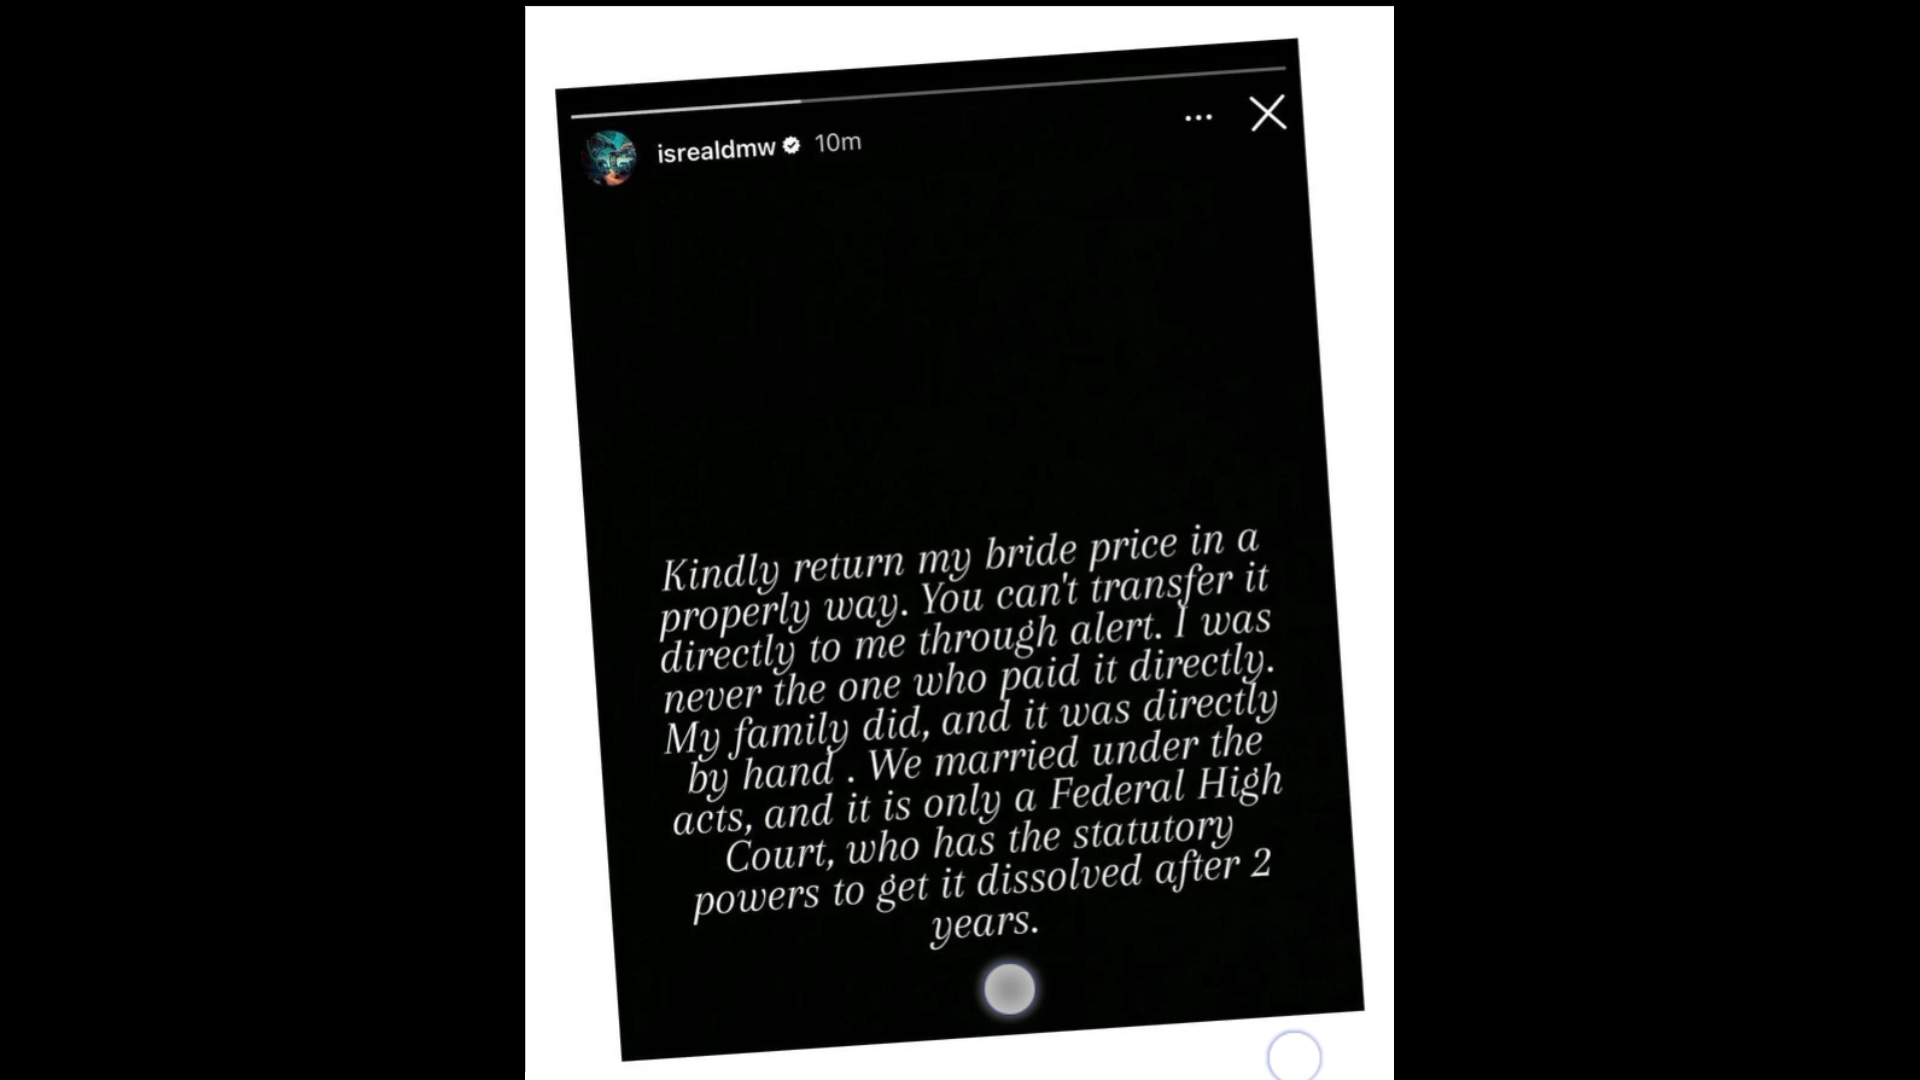 isrealdmw 10m
Kindly return my bride price in a
properly way. You can't transfer it
directly to me through alert. I was
never the one who paid it directly.
My family did, and it was directly
by hand . We married under the
acts, and it is only a Federal High
Court, who has the statutory
powers to get it dissolved after 2
years.